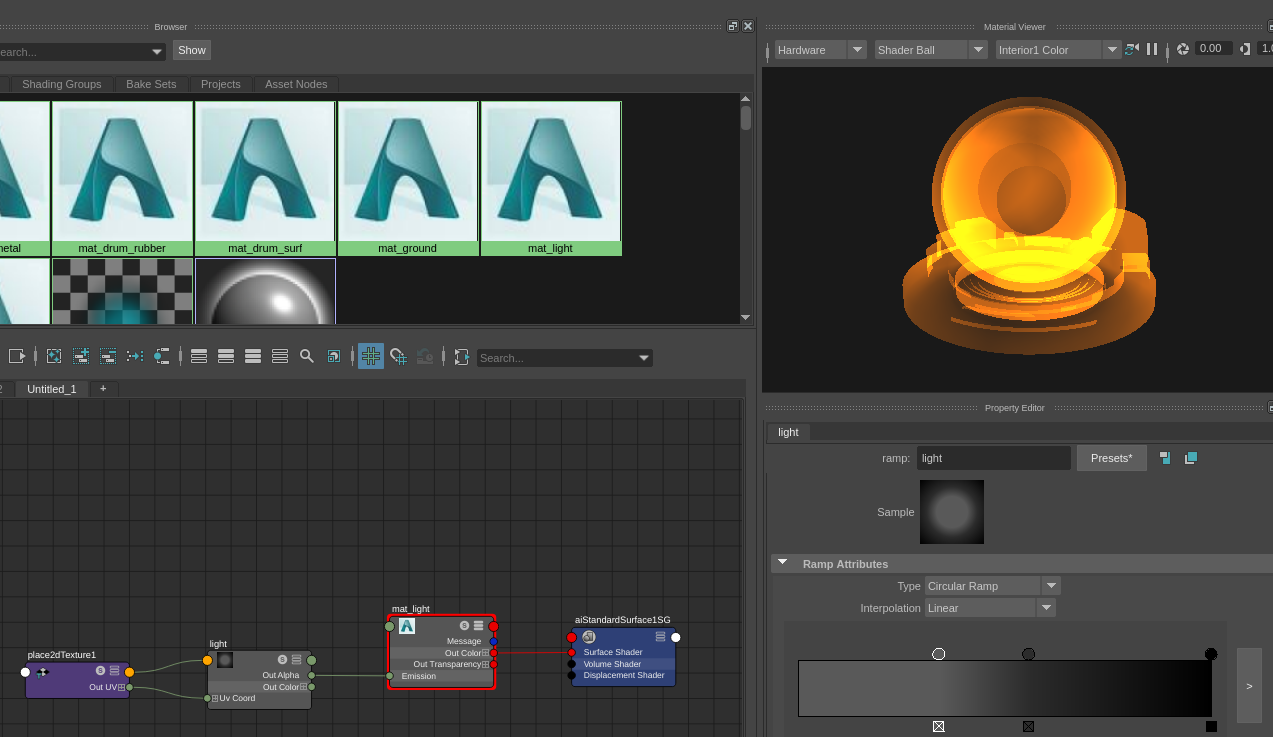 Browser
Material Viewer
earch...
Show
Hardware
Shader Ball
Interior1 Color
0.00
1.0
Shading Groups
Bake Sets
Projects
Asset Nodes
netal
mat_drum_rubber
mat_drum_surf
mat_ground
mat_light
Search...
2
Untitled_1
+
Property Editor
light
ramp:
light
Presets*
Sample
Ramp Attributes
Type
Circular Ramp
Interpolation
Linear
>
place2dTexture1
S
Out UV
light
S
Out Alpha
Out Color
Uv Coord
mat_light
S
Message
Out Color
Out Transparency
Emission
aiStandardSurface1SG
Surface Shader
Volume Shader
Displacement Shader